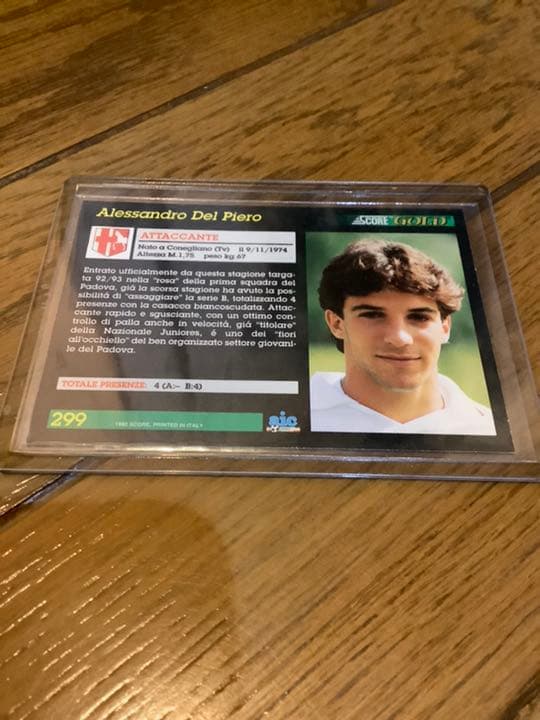 Alessandro Del Piero
SCORE GOLD
ATTACCANTE
Nato a Conegliano (Tv) il 9/11/1974
Altezza M.1,75 peso kg 67
Entrato ufficialmente da questa stagione targa-
ta 92/93 nella "rosa" della prima squadra del
Padova, già la scorsa stagione ha avuto la pos-
sibilità di "assaggiare" la serie B, totalizzando 4
presenze con la casacca biancoscudata. Attac-
cante rapido e sgusciante, con un ottimo con-
trollo di palla anche in velocità, già "titolare"
della Nazionale Juniores, è uno dei "fiori
all'occhiello" del ben organizzato settore giovani-
le del Padova.
TOTALE PRESENZE: 4 (A:- B:4)
299
1992 SCORE, PRINTED IN ITALY
aic